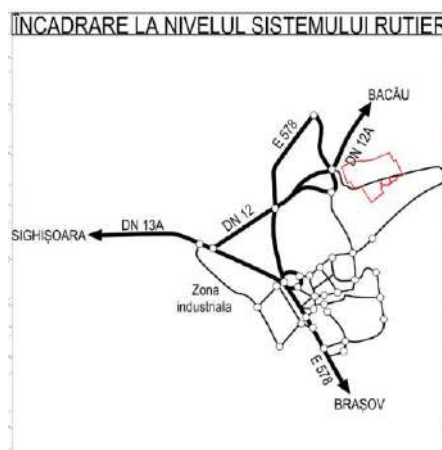 ÎNCADRARE LA NIVELUL SISTEMULUI RUTIER
BACĂU
E 578
DN 12A
DN 12
DN 13A
SIGHIȘOARA
Zona
industriala
E 578
BRAȘOV